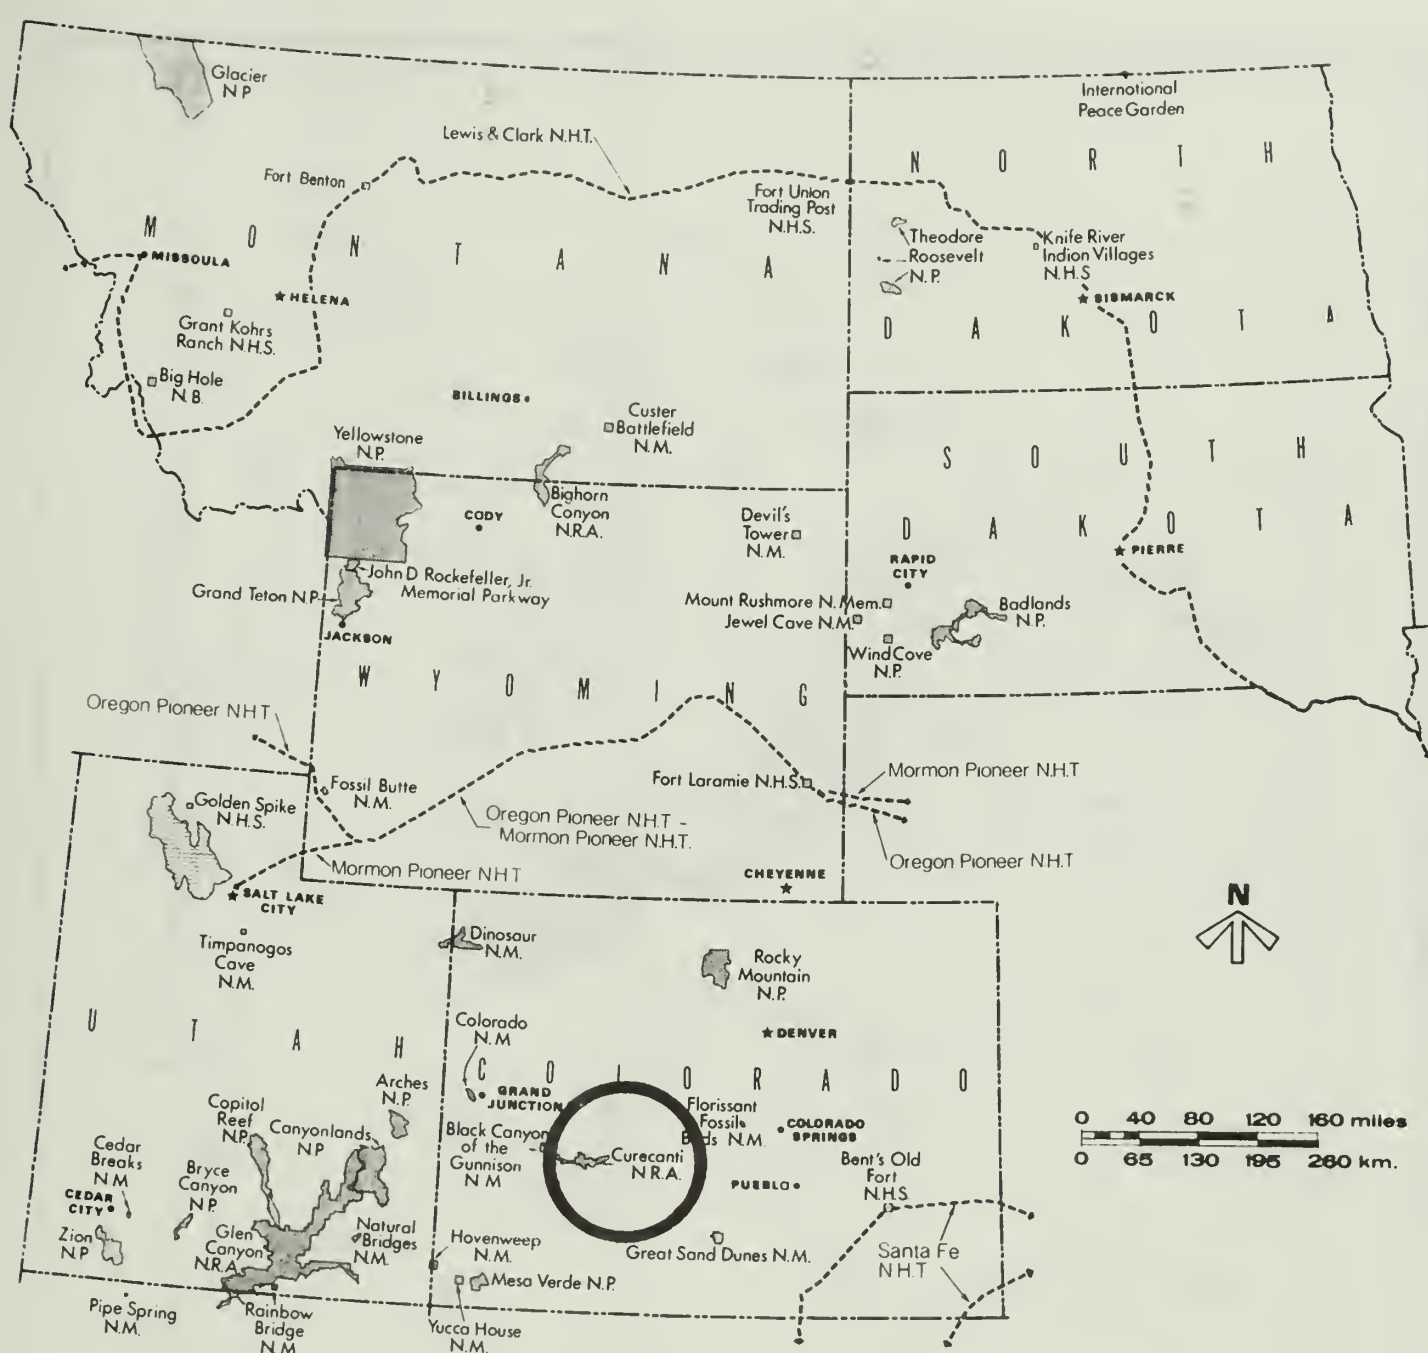 Glacier
N P
International
Peace Garden
Lewis & Clark N.H.T.
N O R T H
Fort Benton
Fort Union
Trading Post
N.H.S.
M O N T A N A
Theodore
Roosevelt
N.P.
Knife River
Indion Villages
N.H.S
MISSOULA
HELENA
BISMARCK
Grant Kohrs
Ranch N.H.S.
D A K O T A
Big Hole
N B.
BILLINGS
Custer
Battlefield
N.M.
Yellowstone
N.P.
S O U T H
Bighorn
Canyon
N.R.A.
CODY
Devil's
Tower
N.M.
D A K O T A
PIERRE
RAPID
CITY
John D Rockefeller, Jr.
Memorial Parkway
Grand Teton N.P
Mount Rushmore N. Mem.
Jewel Cave N.M.
Badlands
N.P.
JACKSON
Wind Cove
N.P.
W Y O M I N G
Oregon Pioneer N.H.T
Fort Laramie N.H.S.
Mormon Pioneer N.H.T
Fossil Butte
N.M.
Golden Spike
N.H.S.
Oregon Pioneer N.H.T -
Mormon Pioneer N.H.T.
Oregon Pioneer N.H.T
Mormon Pioneer N.H.T
CHEYENNE
SALT LAKE
CITY
N
Timpanogos
Cave
N.M.
Dinosaur
N.M.
Rocky
Mountain
N.P.
U T A H
Colorado
N.M
DENVER
C O L O R A D O
Arches
N.P.
GRAND
JUNCTION
Florissant
Fossil
Beds N.M.
COLORADO
SPRINGS
0 40 80 120 160 miles
0 65 130 195 260 km.
Copitol
Reef
N.P.
Canyonlands
N P
Black Canyon
of the
Gunnison
N M
Curecanti
N.R.A.
Cedar
Breaks
N M
Bryce
Canyon
N.P.
PUEBLO
Bent's Old
Fort
N.H.S.
CEDAR
CITY
Zion
N.P
Glen
Canyon
N.R.A.
Natural
Bridges
N.M.
Hovenweep
N.M.
Great Sand Dunes N.M.
Santa Fe
N.H.T
Mesa Verde N.P.
Pipe Spring
N.M.
Rainbow
Bridge
N.M
Yucca House
N.M.